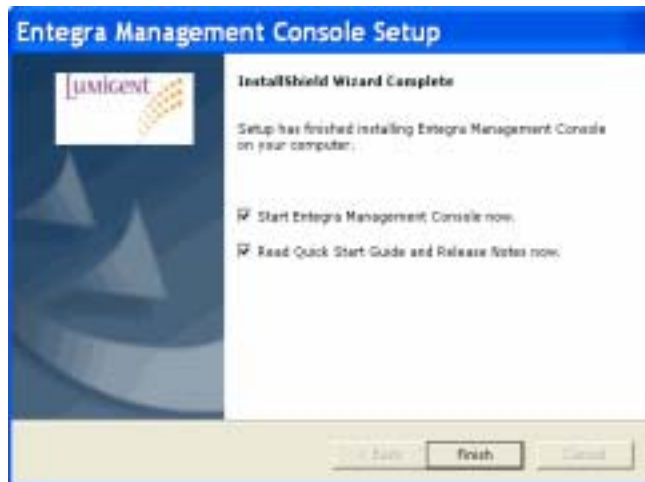 Entegra Management Console Setup
Lumigent
InstallShield Wizard Complete
Setup has finished installing Entegra Management Console
on your computer.
Start Entegra Management Console now.
Read Quick Start Guide and Release Notes now.
< Back
Finish
Cancel